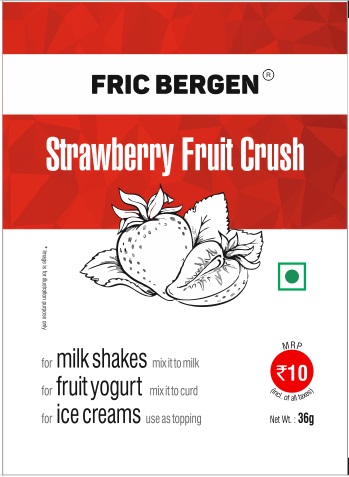 FRIC BERGEN ®
Strawberry Fruit Crush
* Image is for illustration purpose only
for milk shakes mix it to milk
for fruit yogurt mix it to curd
for ice creams use as topping
MRP
₹10
(incl. of all taxes)
Net Wt. : 36g